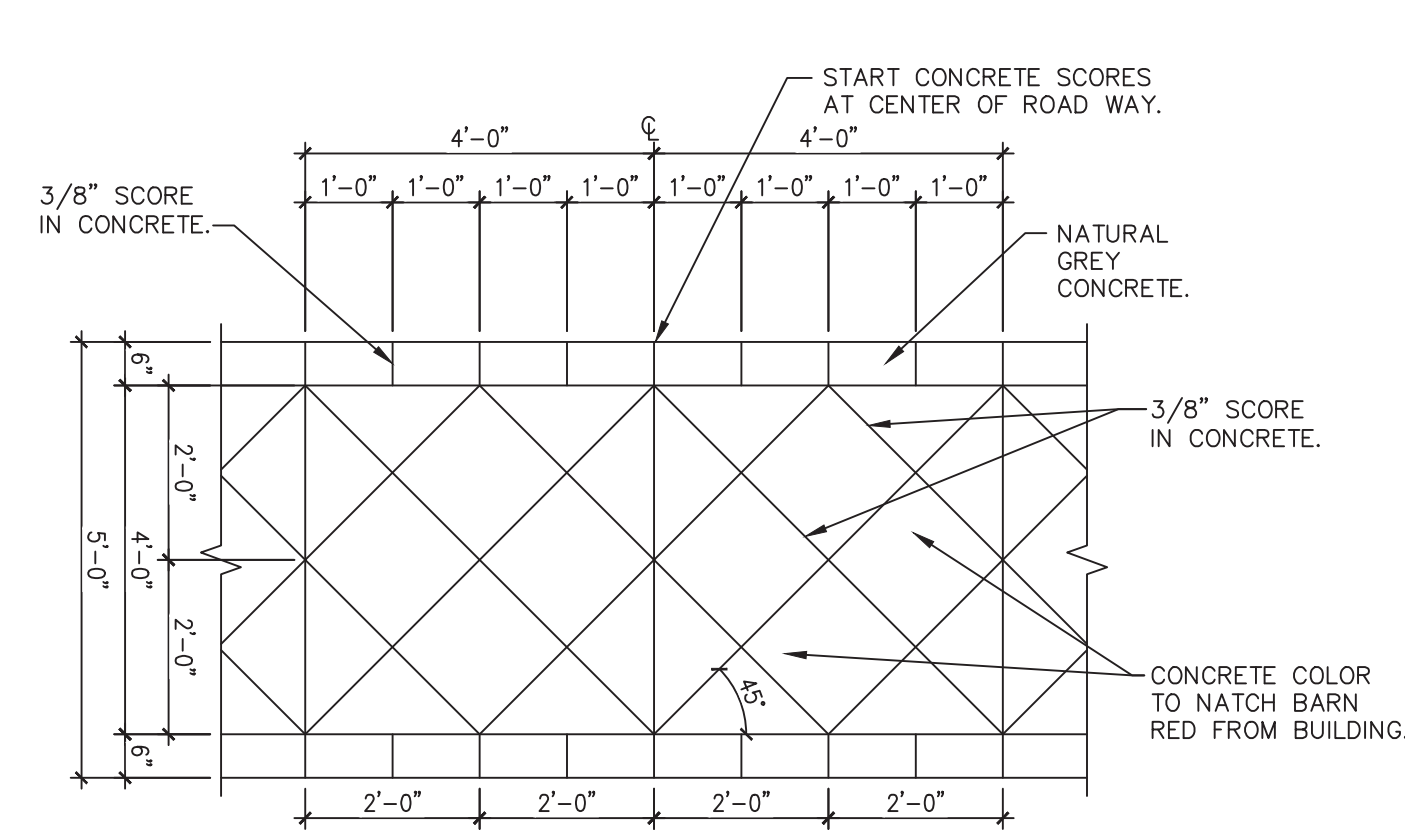 START CONCRETE SCORES
AT CENTER OF ROAD WAY.
℄
4'-0" 4'-0"
3/8" SCORE
IN CONCRETE.
1'-0" 1'-0" 1'-0" 1'-0" 1'-0" 1'-0" 1'-0" 1'-0"
NATURAL
GREY
CONCRETE.
6"
2'-0"
3/8" SCORE
IN CONCRETE.
5'-0"
4'-0"
2'-0"
45°
CONCRETE COLOR
TO NATCH BARN
RED FROM BUILDING.
6"
2'-0" 2'-0" 2'-0" 2'-0"